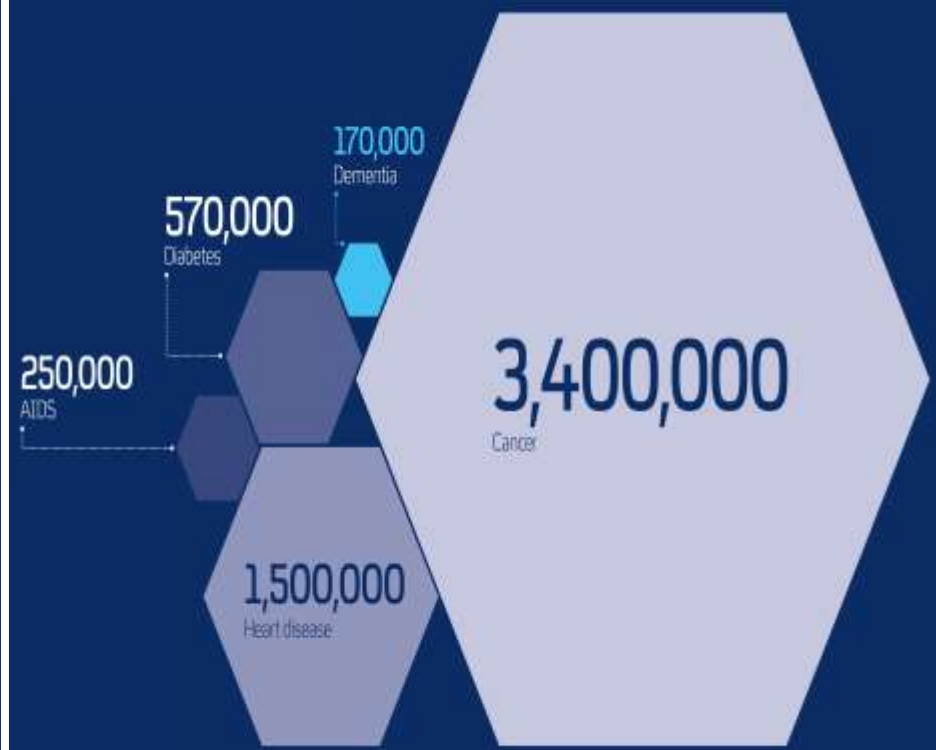 170,000
Dementia
570,000
Diabetes
250,000
AIDS
3,400,000
Cancer
1,500,000
Heart disease